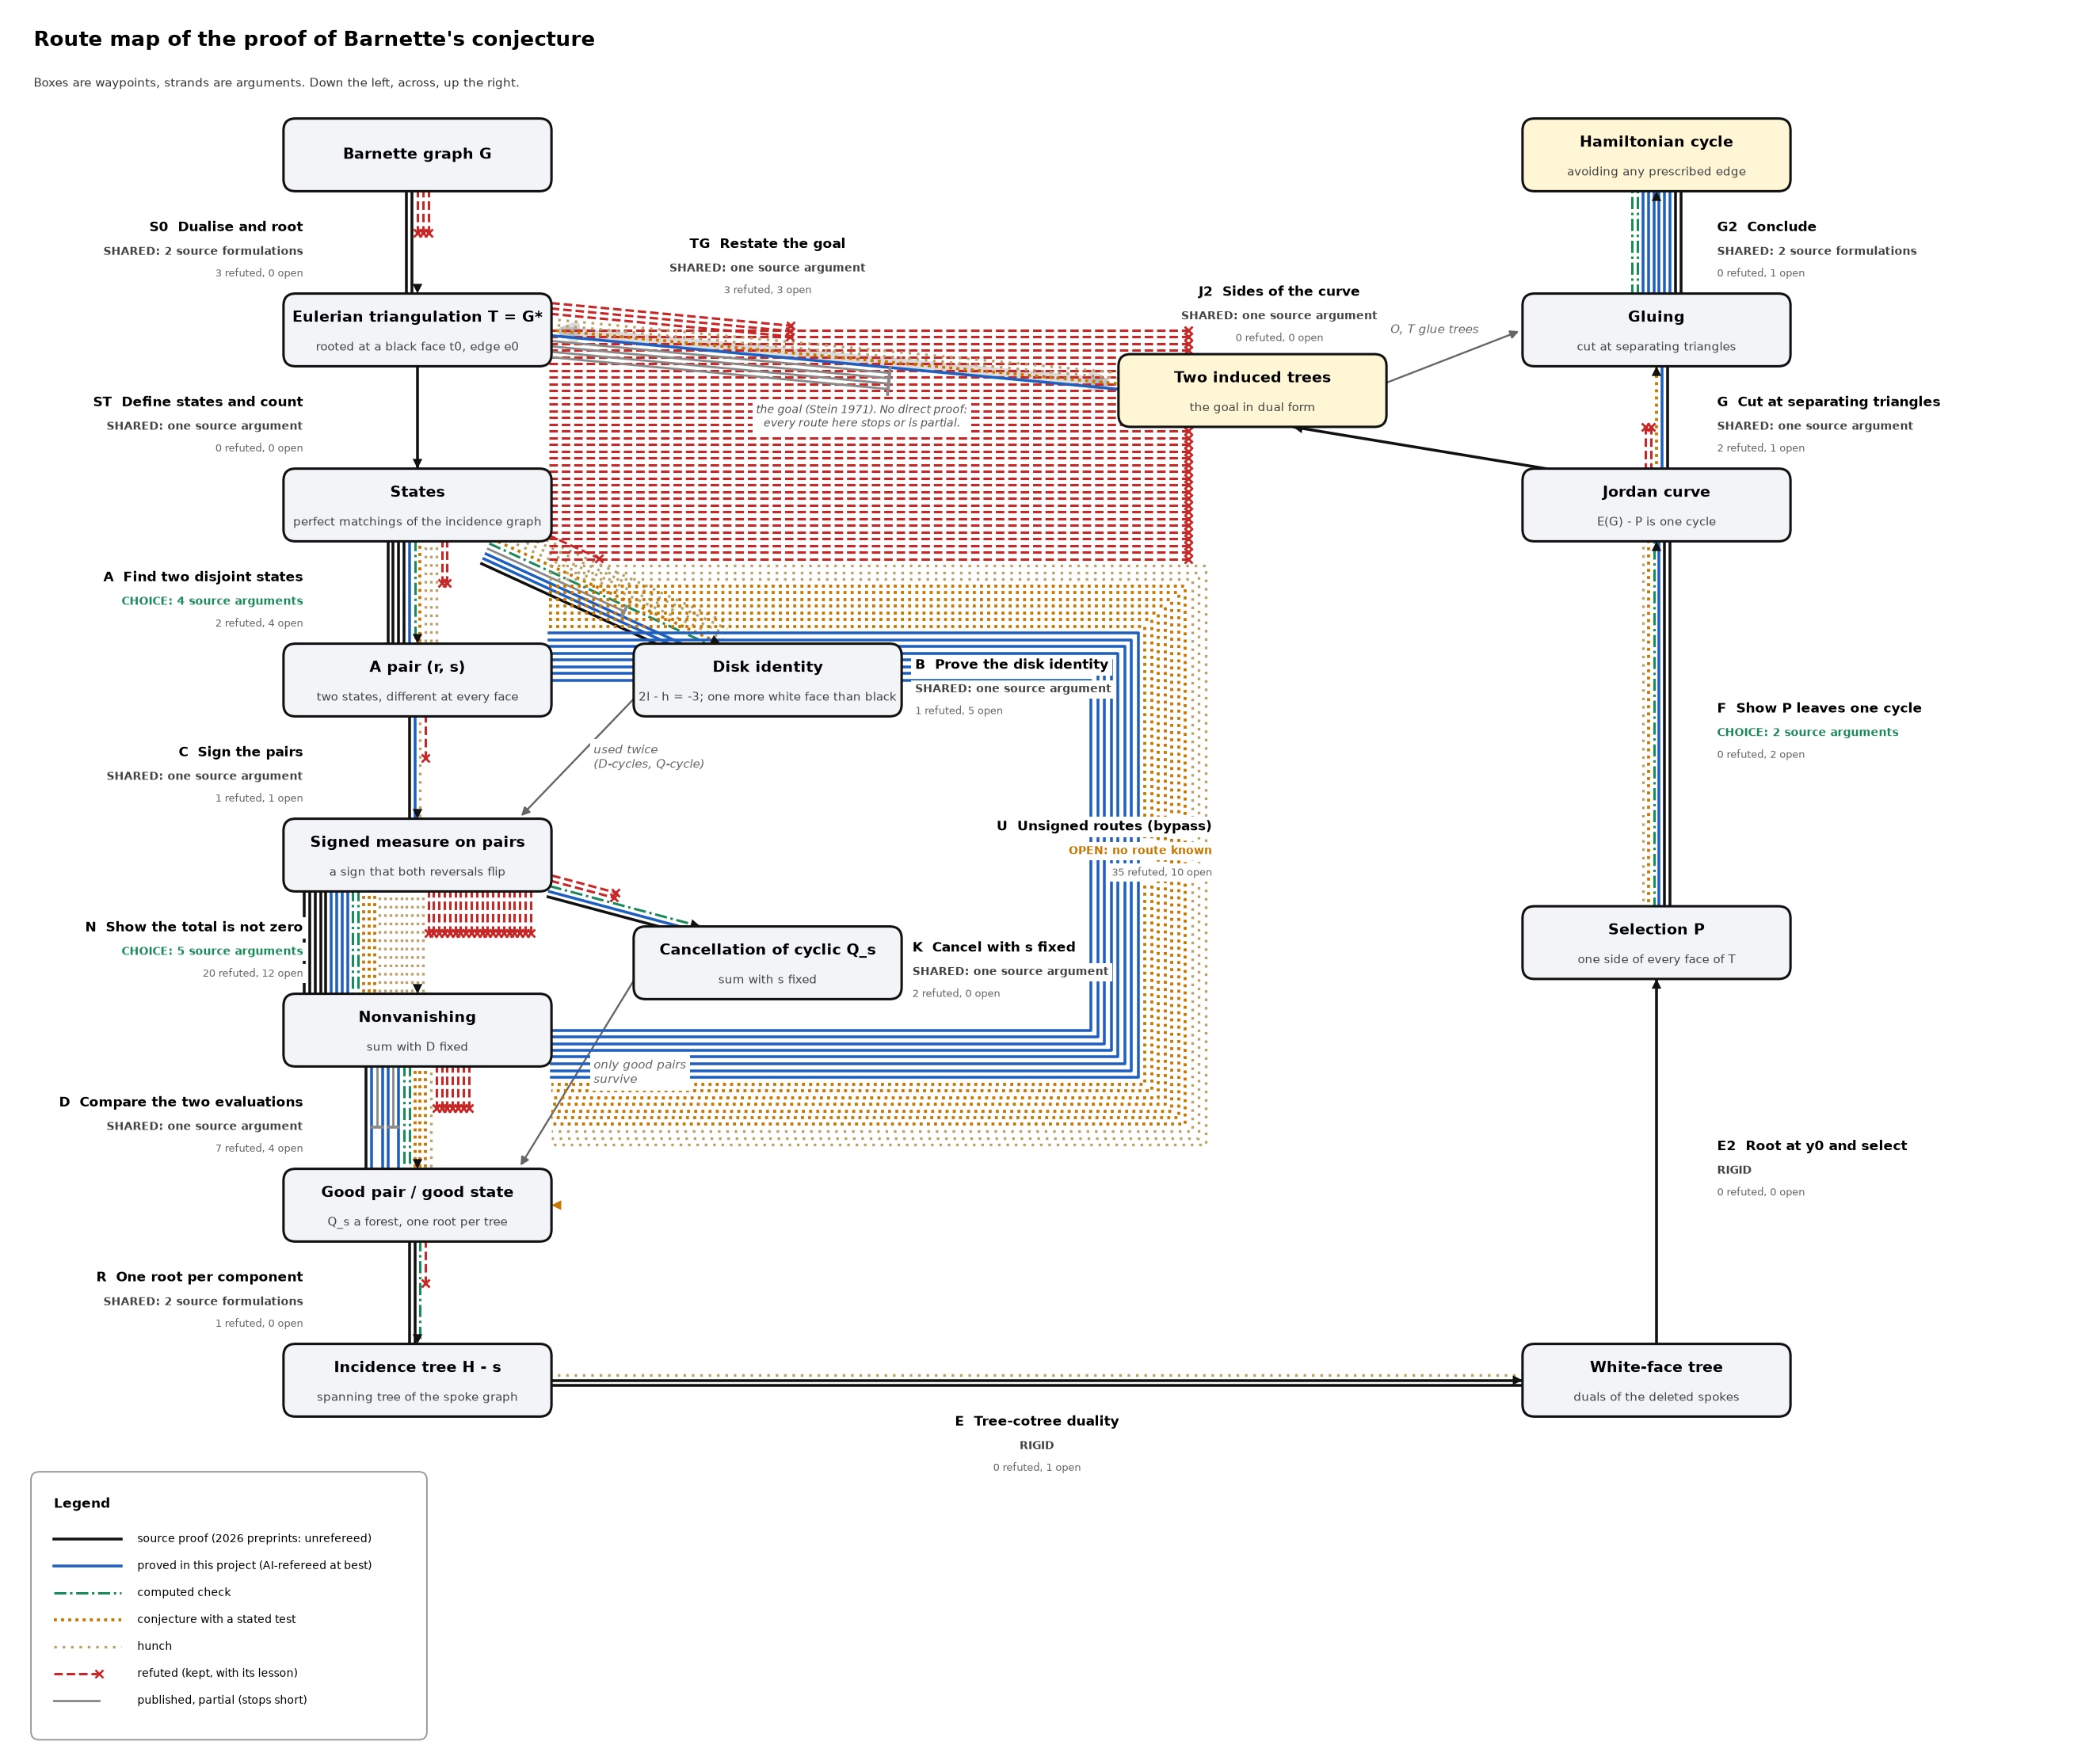 Route map of the proof of Barnette's conjecture
Boxes are waypoints, strands are arguments. Down the left, across, up the right.
Barnette graph G
Hamiltonian cycle
avoiding any prescribed edge
S0 Dualise and root
SHARED: 2 source formulations
3 refuted, 0 open
TG Restate the goal
SHARED: one source argument
3 refuted, 3 open
G2 Conclude
SHARED: 2 source formulations
0 refuted, 1 open
J2 Sides of the curve
SHARED: one source argument
0 refuted, 0 open
O, T glue trees
Eulerian triangulation T = G*
rooted at a black face t0, edge e0
Gluing
cut at separating triangles
Two induced trees
the goal in dual form
ST Define states and count
SHARED: one source argument
0 refuted, 0 open
the goal (Stein 1971). No direct proof:
every route here stops or is partial.
G Cut at separating triangles
SHARED: one source argument
2 refuted, 1 open
States
perfect matchings of the incidence graph
Jordan curve
E(G) - P is one cycle
A Find two disjoint states
CHOICE: 4 source arguments
2 refuted, 4 open
A pair (r, s)
two states, different at every face
Disk identity
2l - h = -3; one more white face than black
B Prove the disk identity
SHARED: one source argument
1 refuted, 5 open
F Show P leaves one cycle
CHOICE: 2 source arguments
0 refuted, 2 open
C Sign the pairs
SHARED: one source argument
1 refuted, 1 open
used twice
(D-cycles, Q-cycle)
Signed measure on pairs
a sign that both reversals flip
U Unsigned routes (bypass)
OPEN: no route known
35 refuted, 10 open
N Show the total is not zero
CHOICE: 5 source arguments
20 refuted, 12 open
Cancellation of cyclic Q_s
sum with s fixed
K Cancel with s fixed
SHARED: one source argument
2 refuted, 0 open
Selection P
one side of every face of T
Nonvanishing
sum with D fixed
only good pairs
survive
D Compare the two evaluations
SHARED: one source argument
7 refuted, 4 open
E2 Root at y0 and select
RIGID
0 refuted, 0 open
Good pair / good state
Q_s a forest, one root per tree
R One root per component
SHARED: 2 source formulations
1 refuted, 0 open
Incidence tree H - s
spanning tree of the spoke graph
White-face tree
duals of the deleted spokes
E Tree-cotree duality
RIGID
0 refuted, 1 open
Legend
source proof (2026 preprints: unrefereed)
proved in this project (AI-refereed at best)
computed check
conjecture with a stated test
hunch
refuted (kept, with its lesson)
published, partial (stops short)